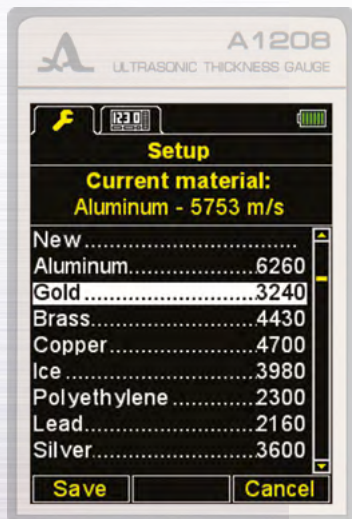 A1208
ULTRASONIC THICKNESS GAUGE
123.0
Setup
Current material:
Aluminum - 5753 m/s
New..............................
Aluminum....................6260
Gold ..........................3240
Brass..........................4430
Copper.......................4700
Ice ..............................3980
Polyethylene ..............2300
Lead...........................2160
Silver..........................3600
Save Cancel